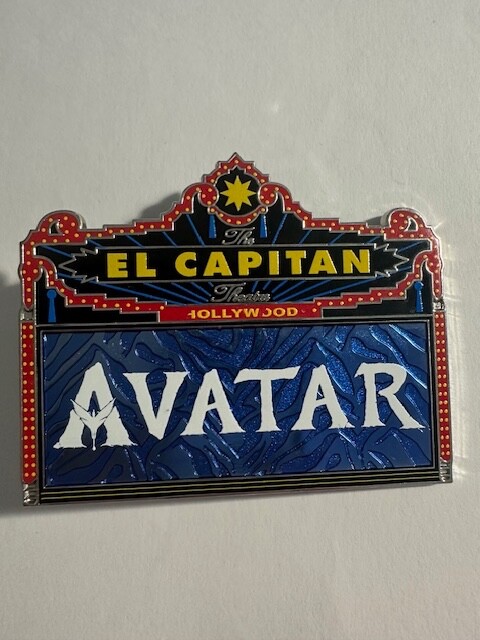 The
EL CAPITAN
Theatre
HOLLYWOOD
AVATAR